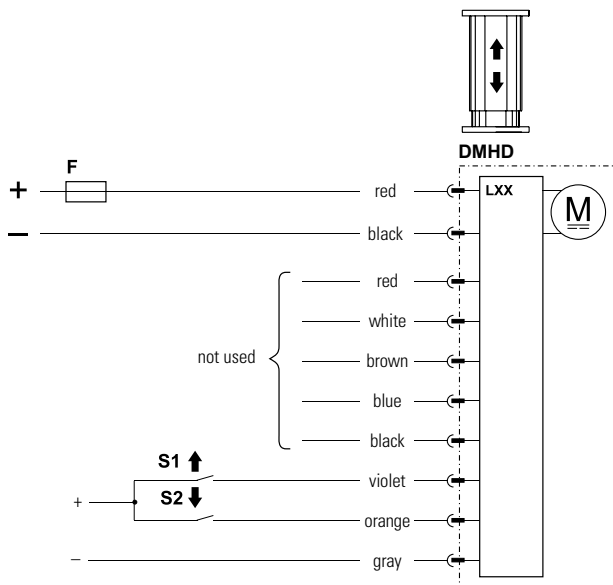 DMHD
F
+
red
LXX
M
–
black
red
white
not used
brown
blue
black
S1
violet
S2
+
orange
–
gray